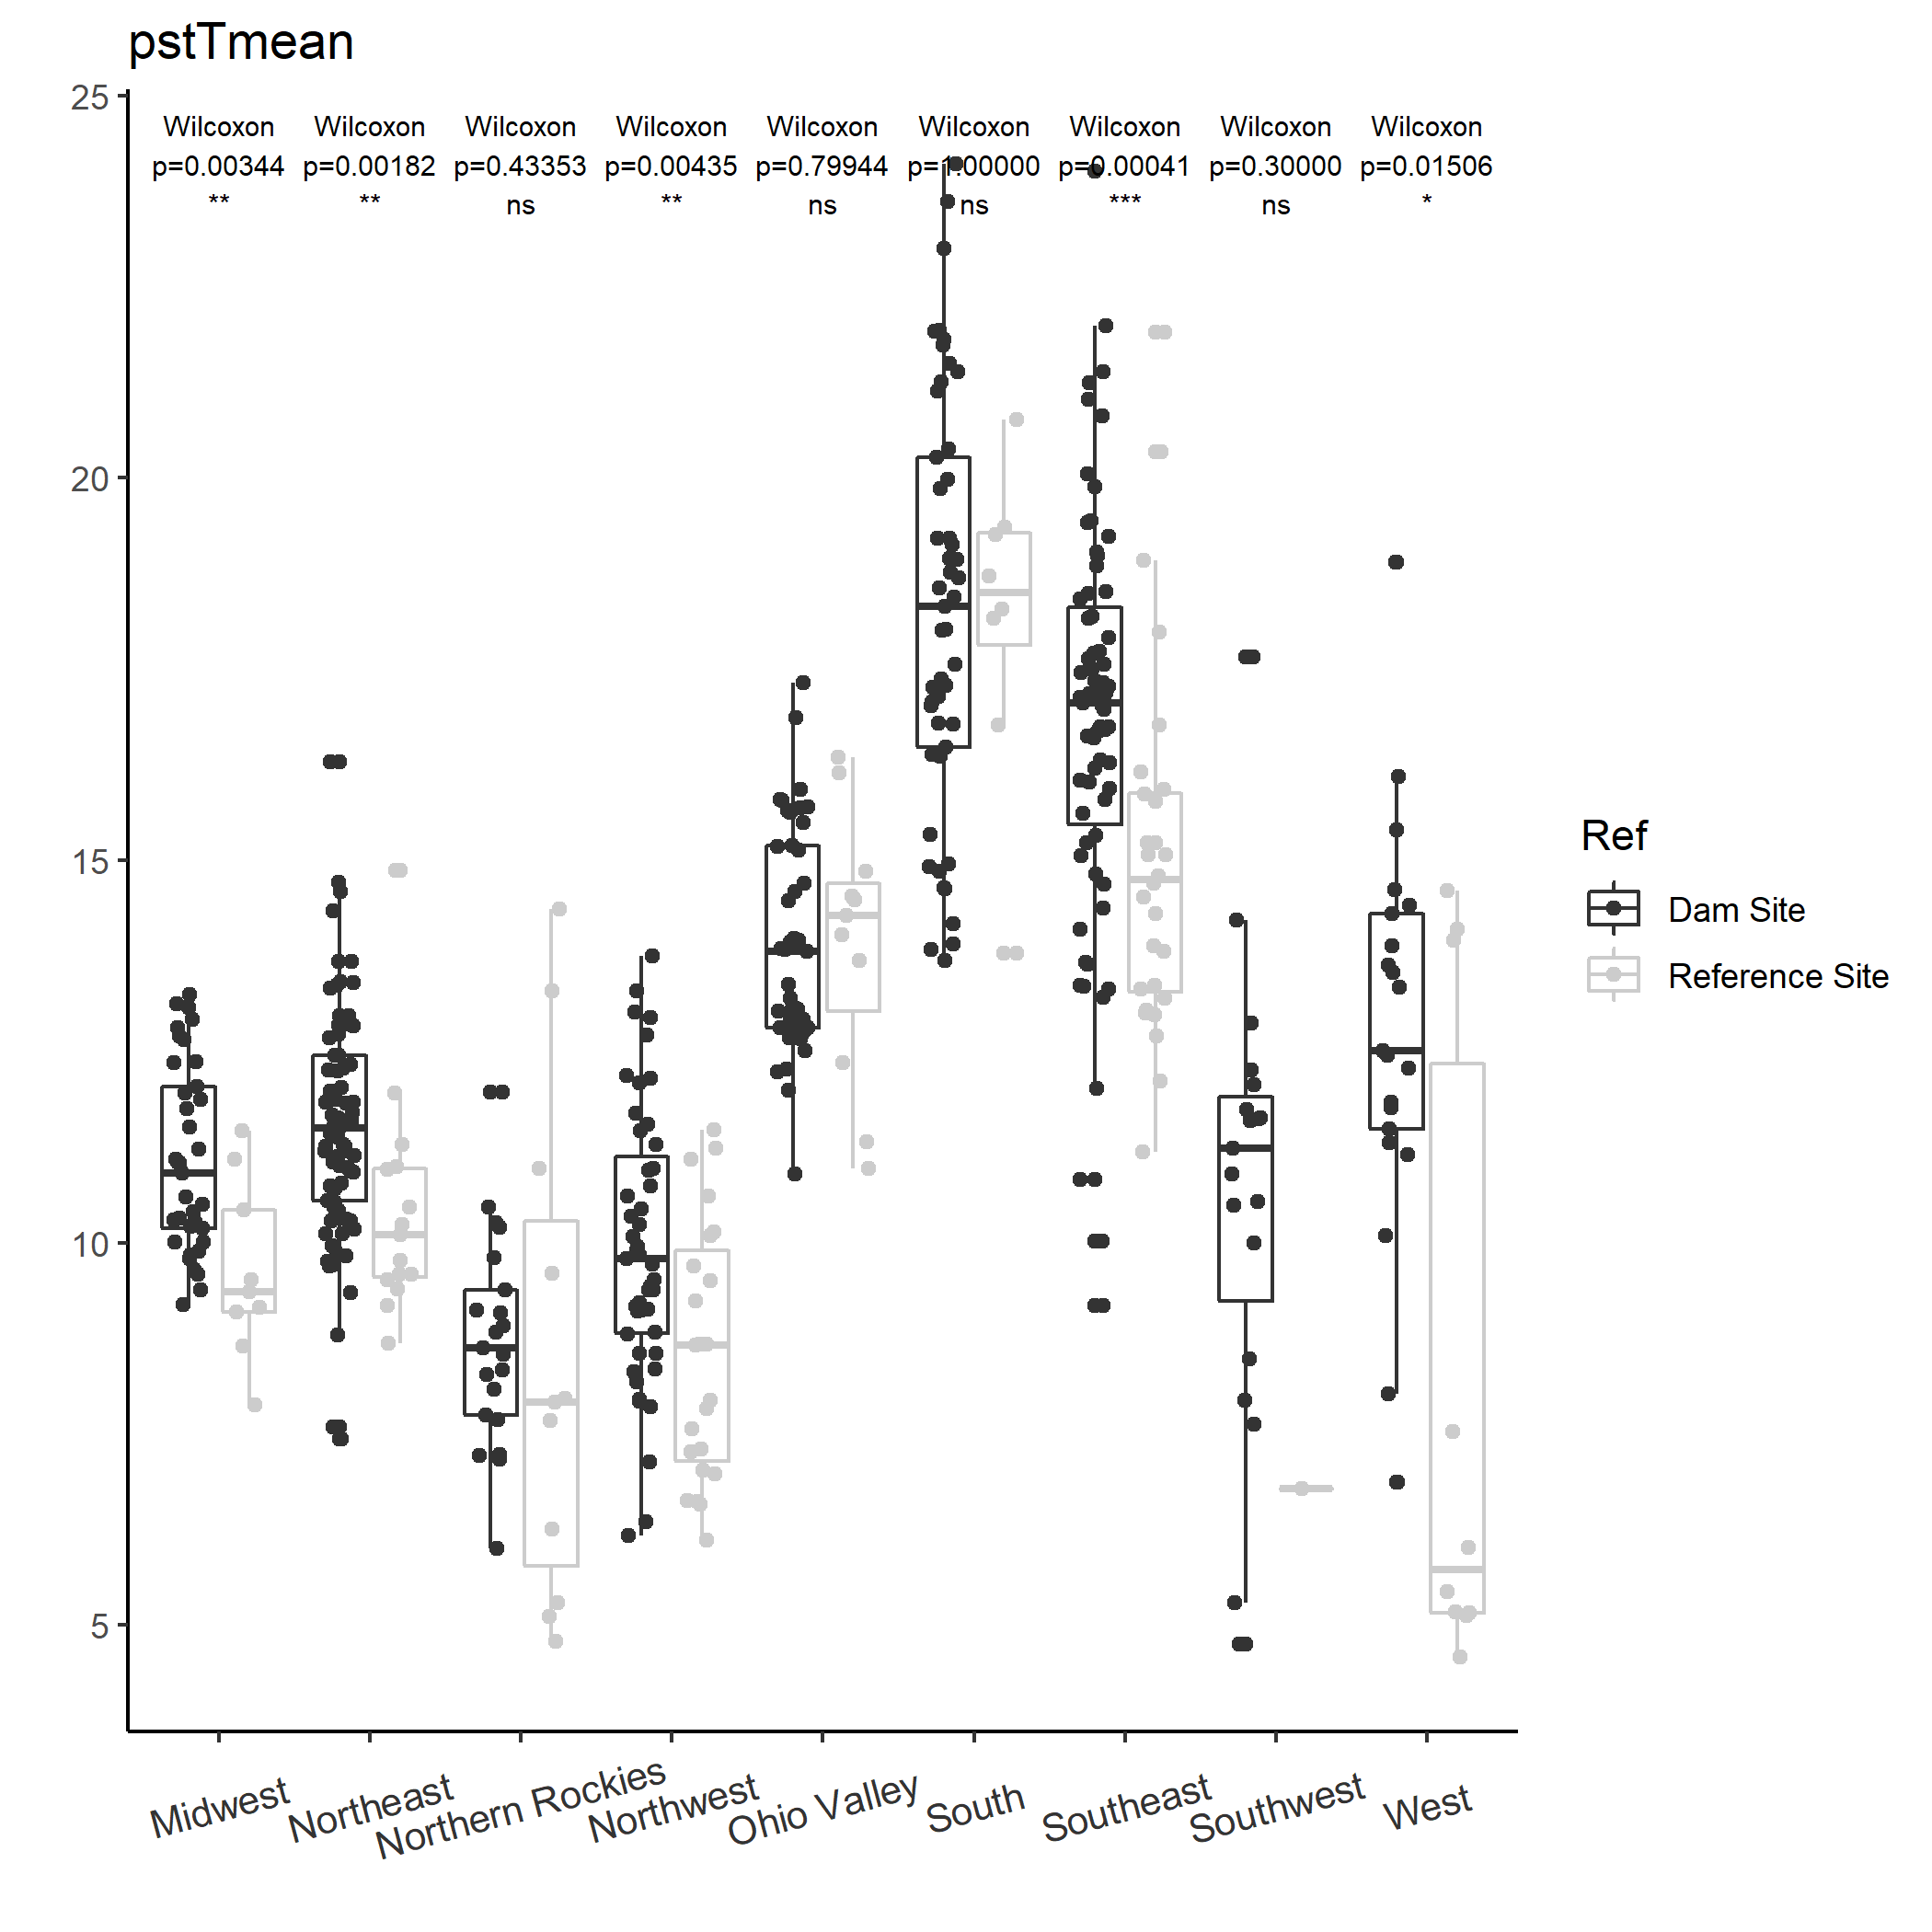 pstTmean
25
20
15
10
5
Wilcoxon Wilcoxon Wilcoxon Wilcoxon Wilcoxon Wilcoxon Wilcoxon Wilcoxon Wilcoxon
p=0.00344 p=0.00182 p=0.43353 p=0.00435 p=0.79944 p=1.00000 p=0.00041 p=0.30000 p=0.01506
** ** ns ** ns ns *** ns *
Midwest Northeast Northern Rockies Northwest Ohio Valley South Southeast Southwest West
Ref
Dam Site
Reference Site